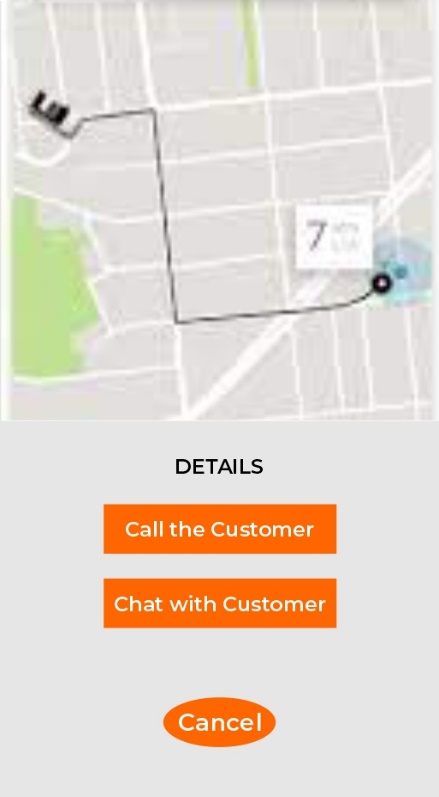 7
DETAILS
Call the Customer
Chat with Customer
Cancel